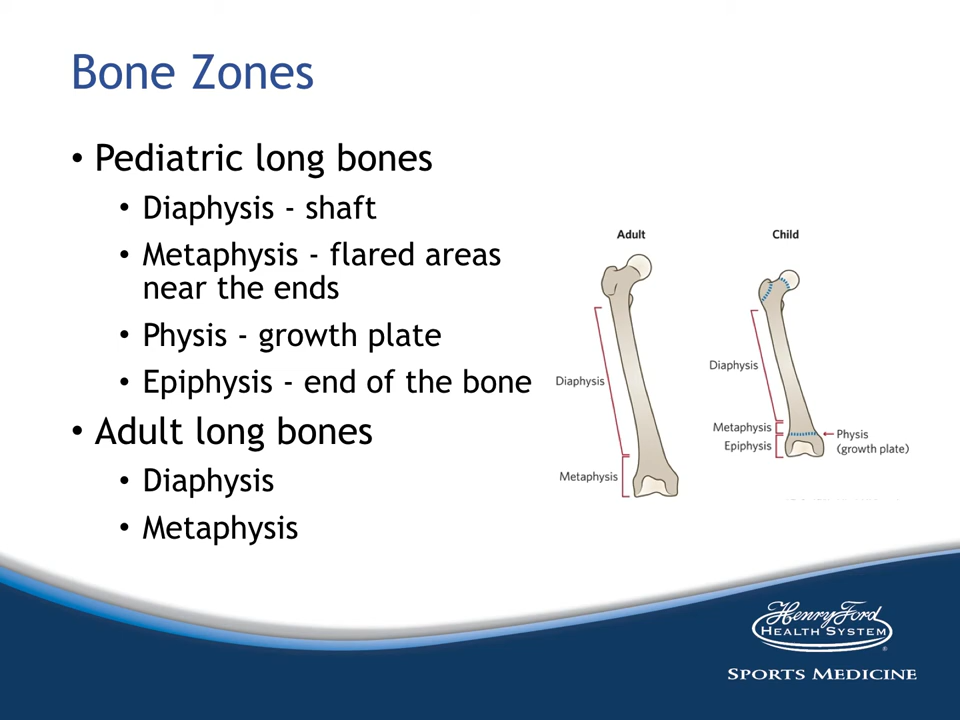 Bone Zones
• Pediatric long bones
• Diaphysis - shaft
• Metaphysis - flared areas
near the ends
• Physis - growth plate
• Epiphysis - end of the bone
• Adult long bones
• Diaphysis
• Metaphysis
Adult
Diaphysis
Metaphysis
Child
Diaphysis
Metaphysis
Epiphysis
Physis
(growth plate)
Henry Ford
HEALTH SYSTEM
®
SPORTS MEDICINE